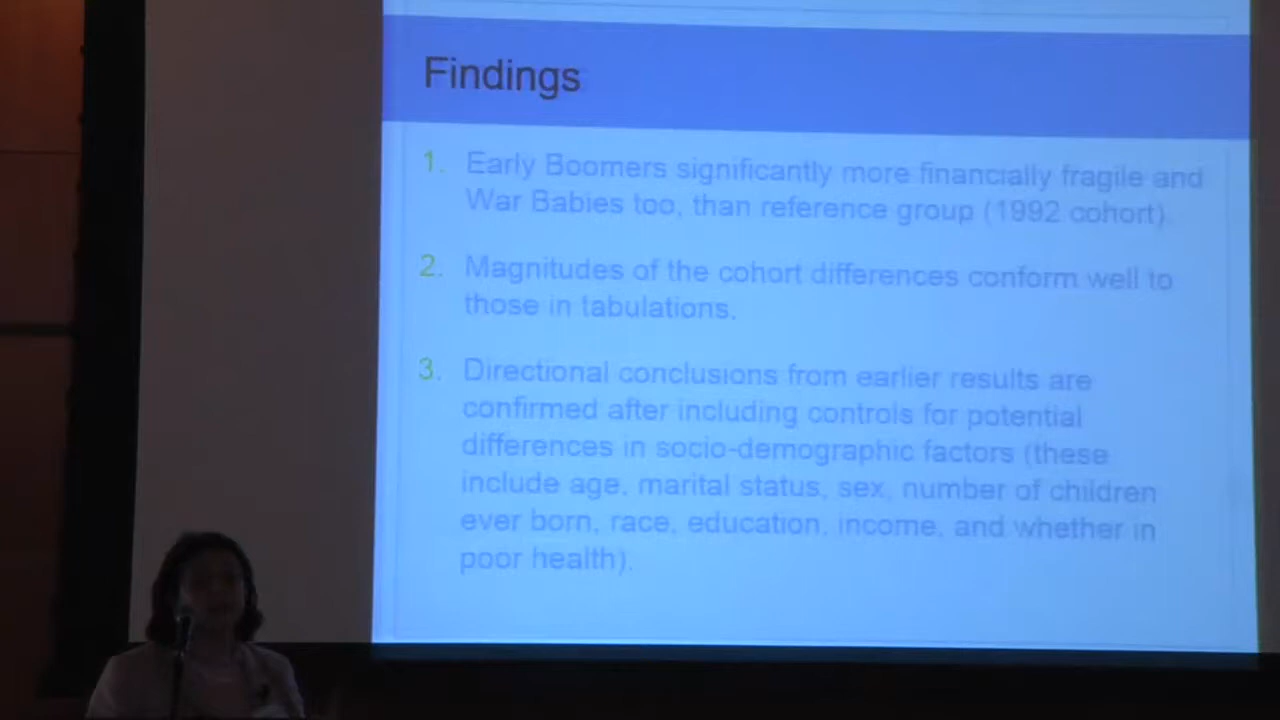 Findings
1. Early Boomers significantly more financially fragile and
War Babies too, than reference group (1992 cohort).
2. Magnitudes of the cohort differences conform well to
those in tabulations.
3. Directional conclusions from earlier results are
confirmed after including controls for potential
differences in socio-demographic factors (these
include age, marital status, sex, number of children
ever born, race, education, income, and whether in
poor health).